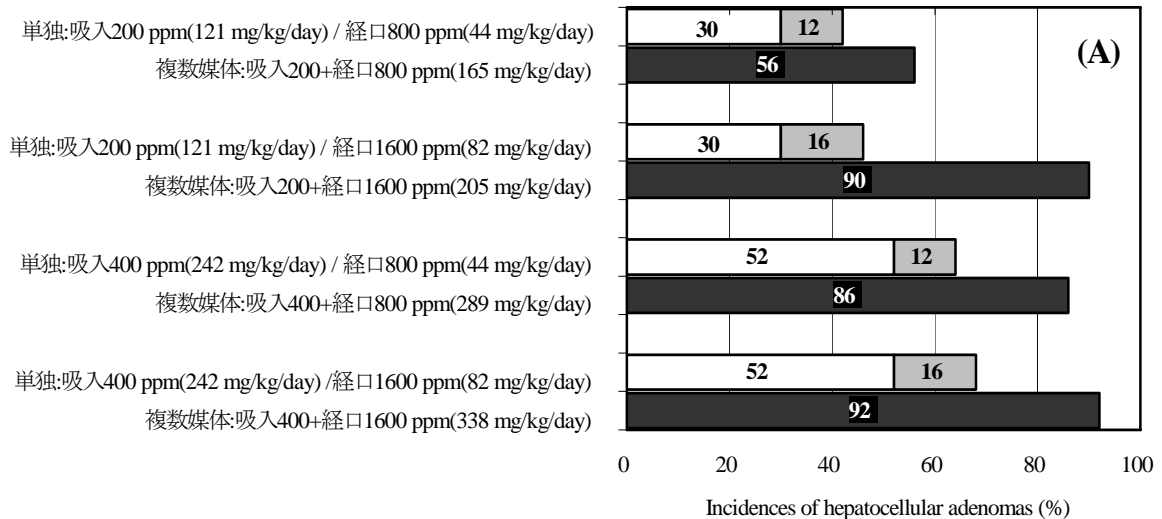 単独:吸入200 ppm(121 mg/kg/day) / 経口800 ppm(44 mg/kg/day)
30 12
(A)
複数媒体:吸入200+経口800 ppm(165 mg/kg/day)
56
単独:吸入200 ppm(121 mg/kg/day) / 経口1600 ppm(82 mg/kg/day)
30 16
複数媒体:吸入200+経口1600 ppm(205 mg/kg/day)
90
単独:吸入400 ppm(242 mg/kg/day) / 経口800 ppm(44 mg/kg/day)
52 12
複数媒体:吸入400+経口800 ppm(289 mg/kg/day)
86
単独:吸入400 ppm(242 mg/kg/day) /経口1600 ppm(82 mg/kg/day)
52 16
複数媒体:吸入400+経口1600 ppm(338 mg/kg/day)
92
0 20 40 60 80 100
Incidences of hepatocellular adenomas (%)